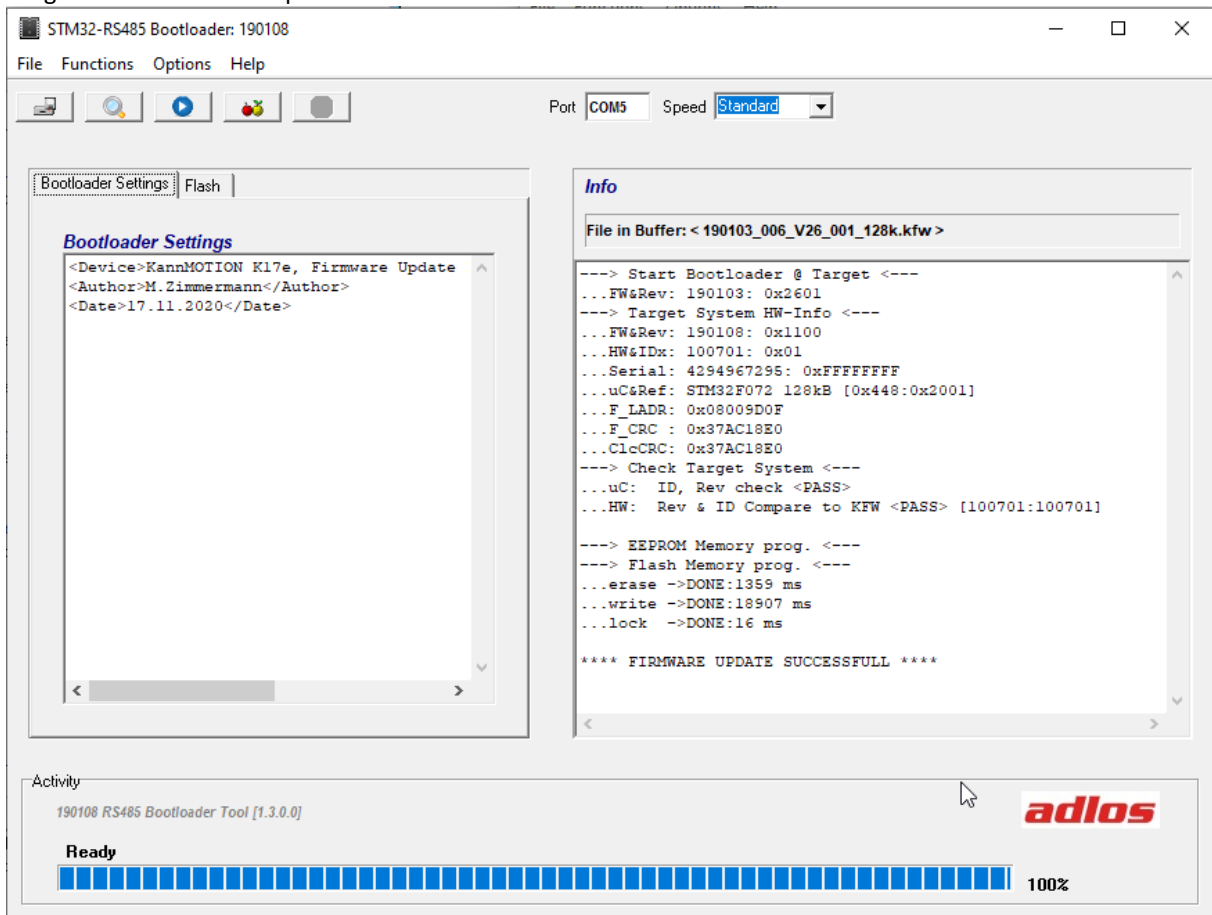 STM32-RS485 Bootloader: 190108
File Functions Options Help
Port COM5 Speed Standard
Bootloader Settings Flash
Bootloader Settings
<Device>KannMOTION K17e, Firmware Update
<Author>M.Zimmermann</Author>
<Date>17.11.2020</Date>
Info
File in Buffer: < 190103_006_V26_001_128k.kfw >
---> Start Bootloader @ Target <---
...FW&Rev: 190103: 0x2601
---> Target System HW-Info <---
...FW&Rev: 190108: 0x1100
...HW&IDx: 100701: 0x01
...Serial: 4294967295: 0xFFFFFFFF
...uC&Ref: STM32F072 128kB [0x448:0x2001]
...F_LADR: 0x08009D0F
...F_CRC : 0x37AC18E0
...ClcCRC: 0x37AC18E0
---> Check Target System <---
...uC:  ID, Rev check <PASS>
...HW:  Rev & ID Compare to KFW <PASS> [100701:100701]
---> EEPROM Memory prog. <---
---> Flash Memory prog. <---
...erase ->DONE:1359 ms
...write ->DONE:18907 ms
...lock  ->DONE:16 ms
**** FIRMWARE UPDATE SUCCESSFULL ****
Activity
190108 RS485 Bootloader Tool [1.3.0.0]
adlos
Ready
100%